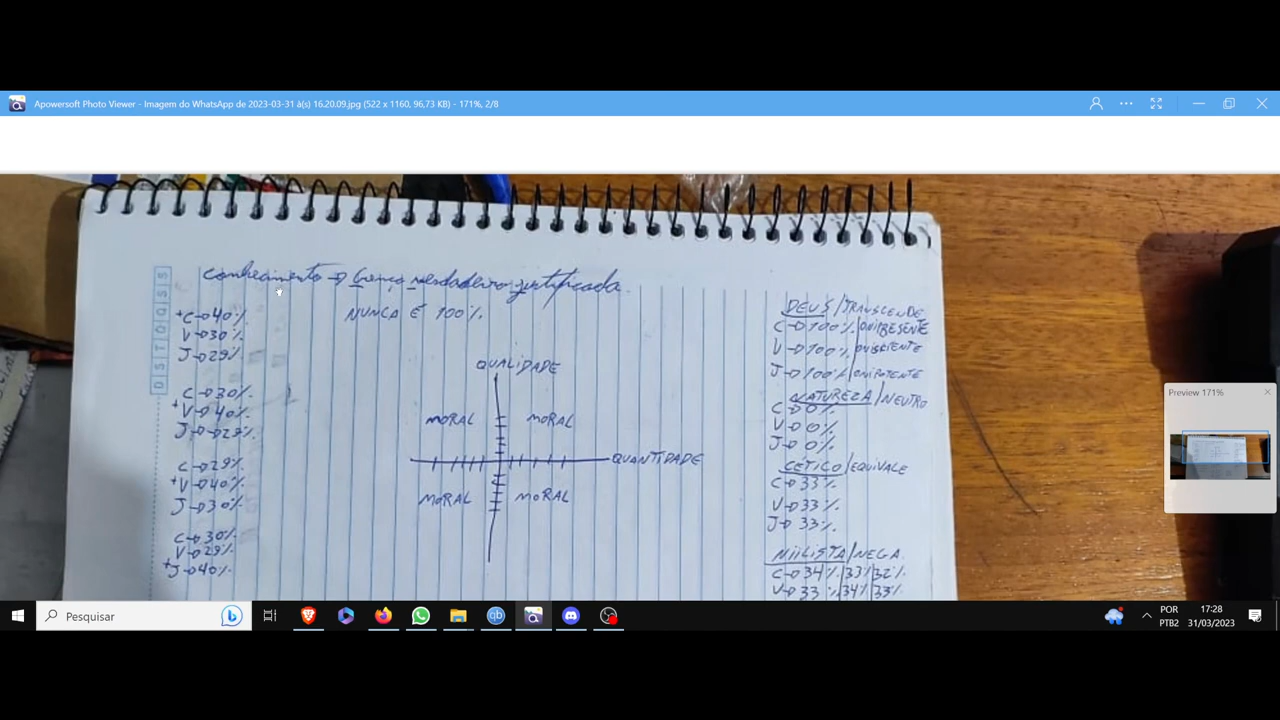 Apowersoft Photo Viewer - Imagem do WhatsApp de 2023-03-31 à(s) 16.20.09.jpg (522 x 1160, 96,73 KB) - 171%, 2/8
Conhecimento → Crença verdadeiro justificada.
NUNCA É 100%.
+C→40%
V→30%
J→29%
C→30%
+V→40%
J→29%
C→29%
+V→40%
J→30%
C→30%
V→29%
+J→40%
QUALIDADE
MORAL MORAL
QUANTIDADE
MORAL MORAL
DEUS/TRANSCENDE
C→100%/ONIPRESENTE
V→100%/ONISCIENTE
J→100%/ONIPOTENTE
NATUREZA/NEUTRO
C→0%
V→0%
J→0%
CÉTICO/EQUIVALE
C→33%
V→33%
J→33%
NIILISTA/NEGA
C→34%/33%/32%
V→33%/34%/33%
Preview 171%
Pesquisar
POR
PTB2
17:28
31/03/2023